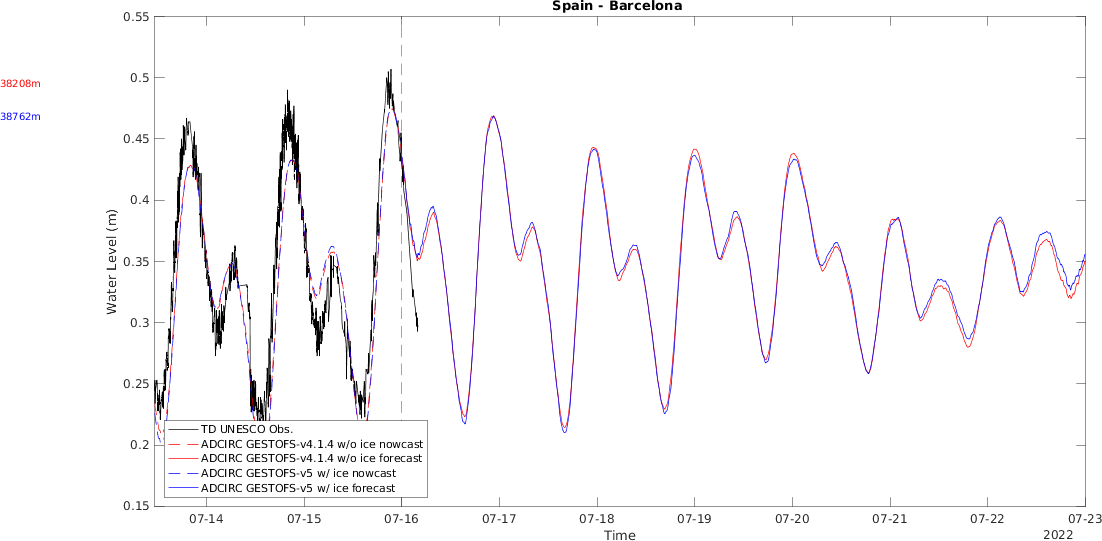 Spain - Barcelona
38208m
38762m
0.55
0.5
0.45
0.4
0.35
0.3
0.25
0.2
0.15
Water Level (m)
TD UNESCO Obs.
ADCIRC GESTOFS-v4.1.4 w/o ice nowcast
ADCIRC GESTOFS-v4.1.4 w/o ice forecast
ADCIRC GESTOFS-v5 w/ ice nowcast
ADCIRC GESTOFS-v5 w/ ice forecast
07-14 07-15 07-16 07-17 07-18 07-19 07-20 07-21 07-22 07-23
Time
2022